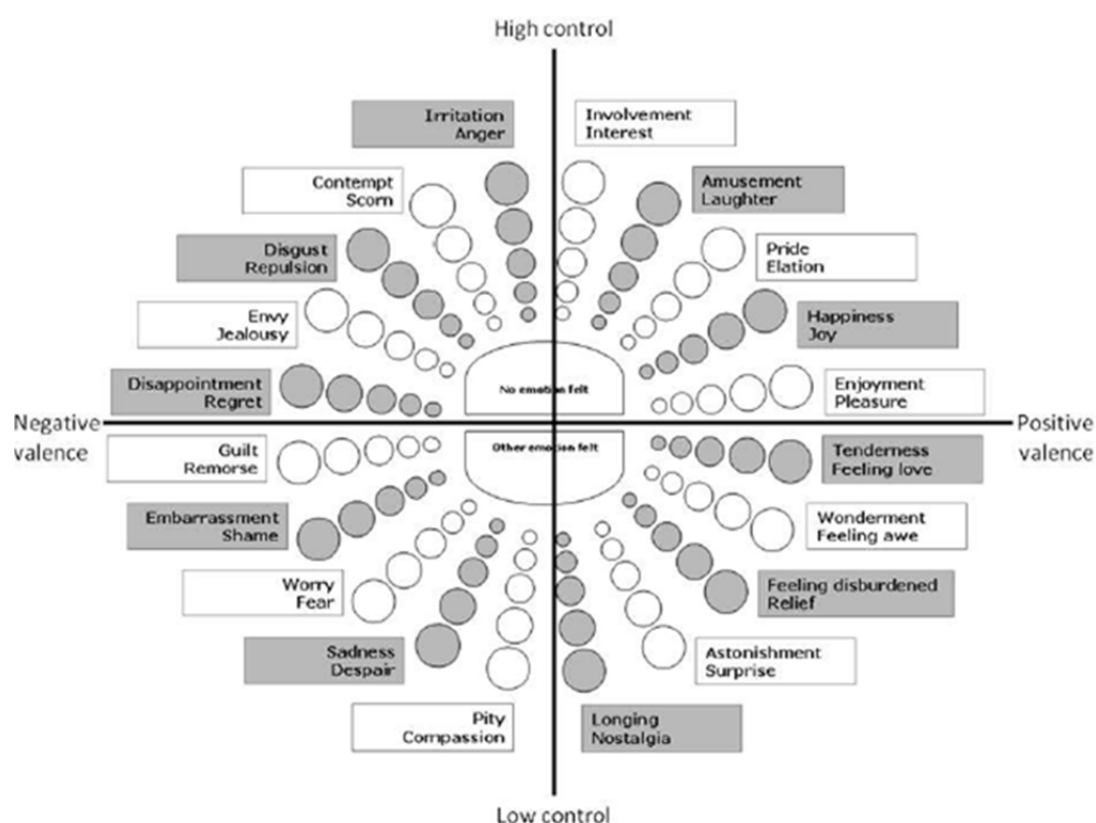 High control
Irritation
Anger
Involvement
Interest
Contempt
Scorn
Amusement
Laughter
Disgust
Repulsion
Pride
Elation
Envy
Jealousy
Happiness
Joy
Disappointment
Regret
No emotion felt
Enjoyment
Pleasure
Negative
valence
Positive
valence
Guilt
Remorse
Other emotion felt
Tenderness
Feeling love
Embarrassment
Shame
Wonderment
Feeling awe
Worry
Fear
Feeling disburdened
Relief
Sadness
Despair
Astonishment
Surprise
Pity
Compassion
Longing
Nostalgia
Low control